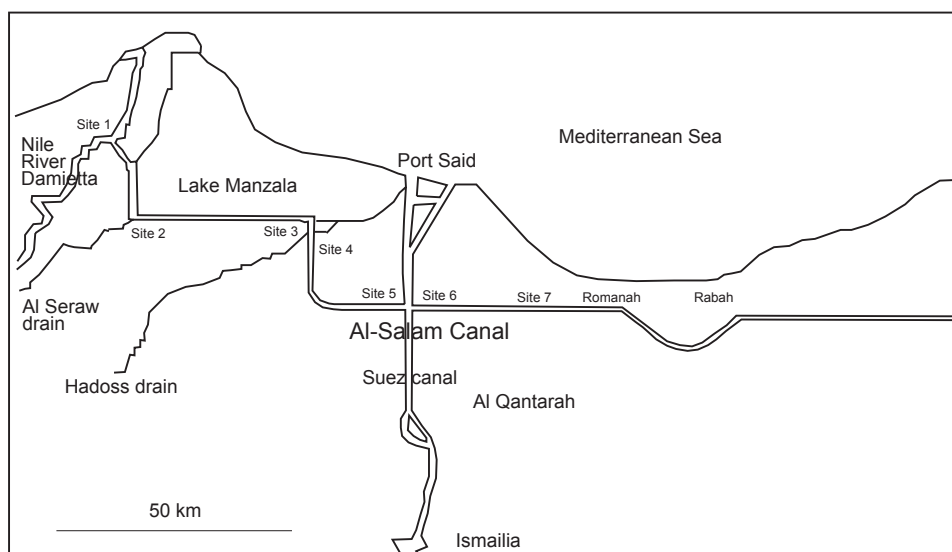 Site 1
Mediterranean Sea
Nile
River
Damietta
Port Said
Lake Manzala
Site 2
Site 3
Site 4
Site 5
Site 6
Site 7
Romanah
Rabah
Al Seraw
drain
Al-Salam Canal
Hadoss drain
Suez canal
Al Qantarah
50 km
Ismailia